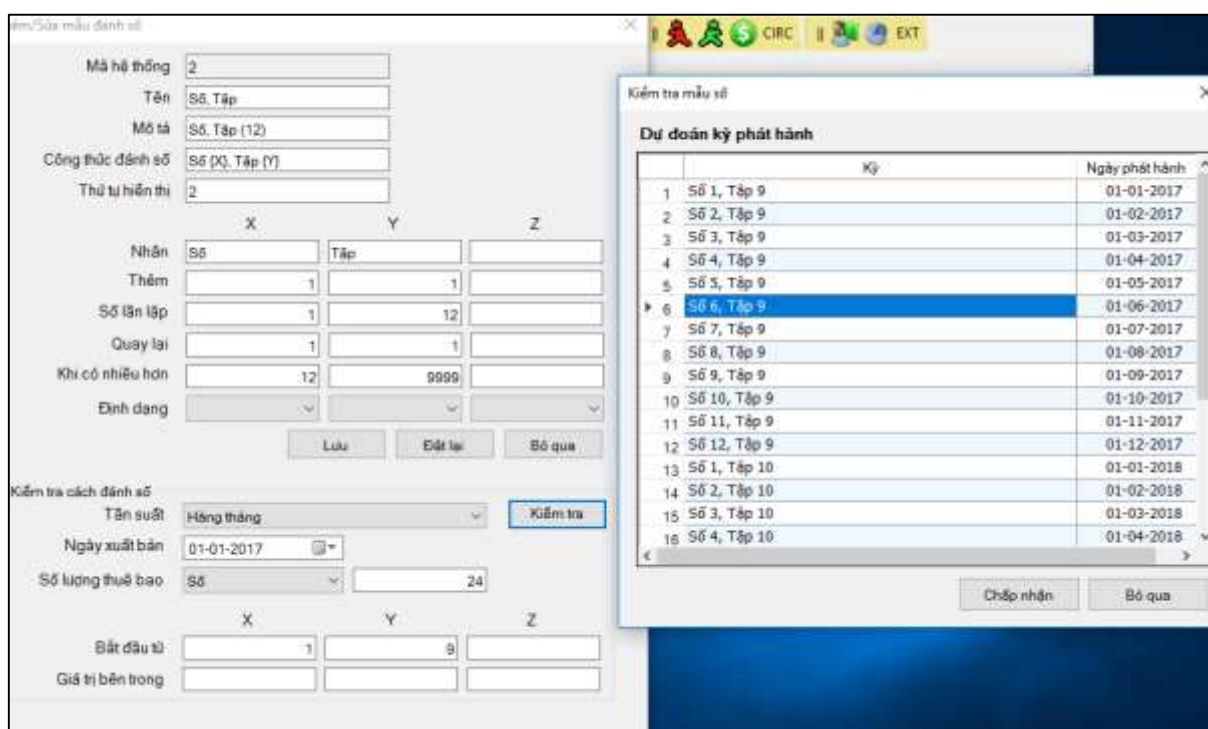 Thêm/Sửa mẫu đánh số
Mã hệ thống 2
Tên Số, Tập
Mô tả Số, Tập (12)
Công thức đánh số Số {X}, Tập {Y}
Thứ tự hiển thị 2
X Y Z
Nhãn Số Tập
Thêm 1 1
Số lần lặp 1 12
Quay lại 1 1
Khi có nhiều hơn 12 9999
Định dạng
Lưu Đặt lại Bỏ qua
Kiểm tra cách đánh số
Tần suất Hàng tháng Kiểm tra
Ngày xuất bản 01-01-2017
Số lượng thuê bao Số 24
X Y Z
Bắt đầu từ 1 9
Giá trị bên trong
CIRC EXT
Kiểm tra mẫu số
Dự đoán kỳ phát hành
Kỳ Ngày phát hành
1 Số 1, Tập 9 01-01-2017
2 Số 2, Tập 9 01-02-2017
3 Số 3, Tập 9 01-03-2017
4 Số 4, Tập 9 01-04-2017
5 Số 5, Tập 9 01-05-2017
6 Số 6, Tập 9 01-06-2017
7 Số 7, Tập 9 01-07-2017
8 Số 8, Tập 9 01-08-2017
9 Số 9, Tập 9 01-09-2017
10 Số 10, Tập 9 01-10-2017
11 Số 11, Tập 9 01-11-2017
12 Số 12, Tập 9 01-12-2017
13 Số 1, Tập 10 01-01-2018
14 Số 2, Tập 10 01-02-2018
15 Số 3, Tập 10 01-03-2018
16 Số 4, Tập 10 01-04-2018
Chấp nhận Bỏ qua